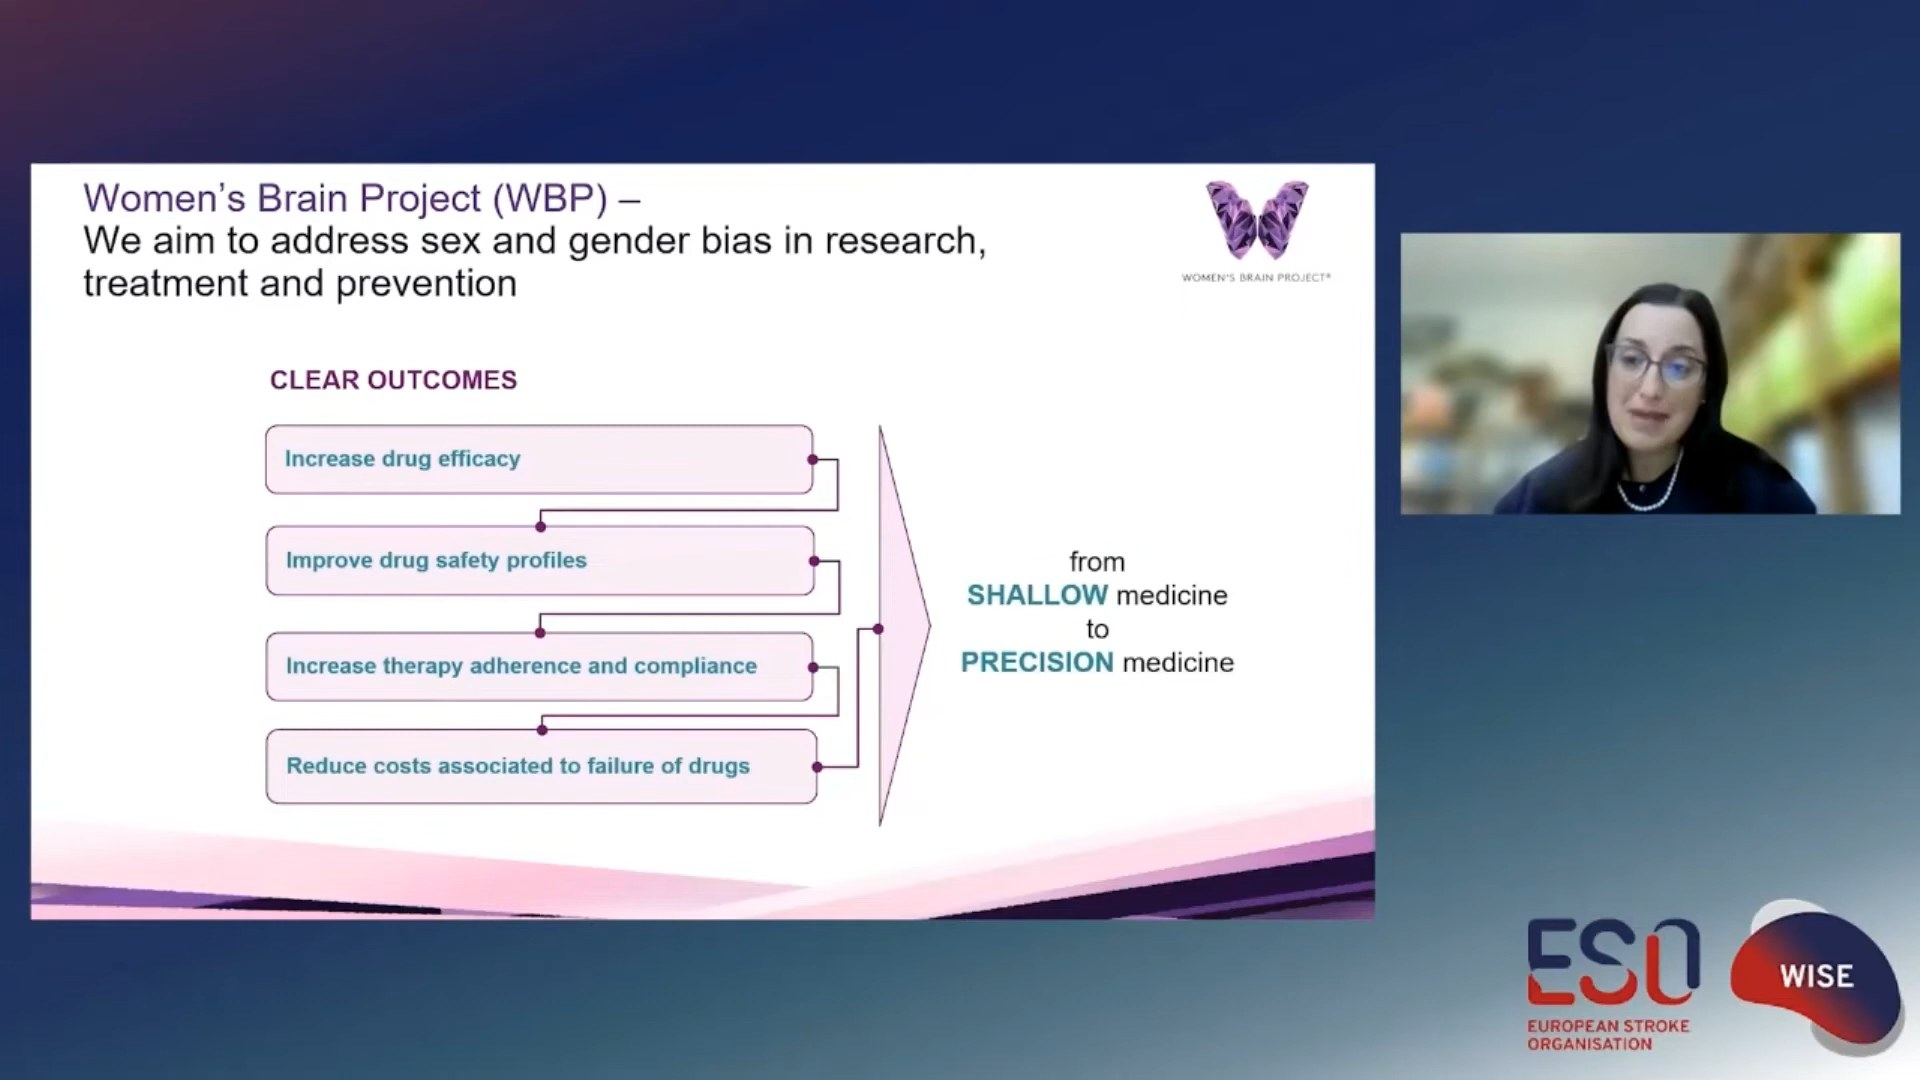 Women's Brain Project (WBP) –
We aim to address sex and gender bias in research,
treatment and prevention
WOMEN'S BRAIN PROJECT®
CLEAR OUTCOMES
Increase drug efficacy
Improve drug safety profiles
Increase therapy adherence and compliance
Reduce costs associated to failure of drugs
from
SHALLOW medicine
to
PRECISION medicine
ESO
EUROPEAN STROKE
ORGANISATION
WISE